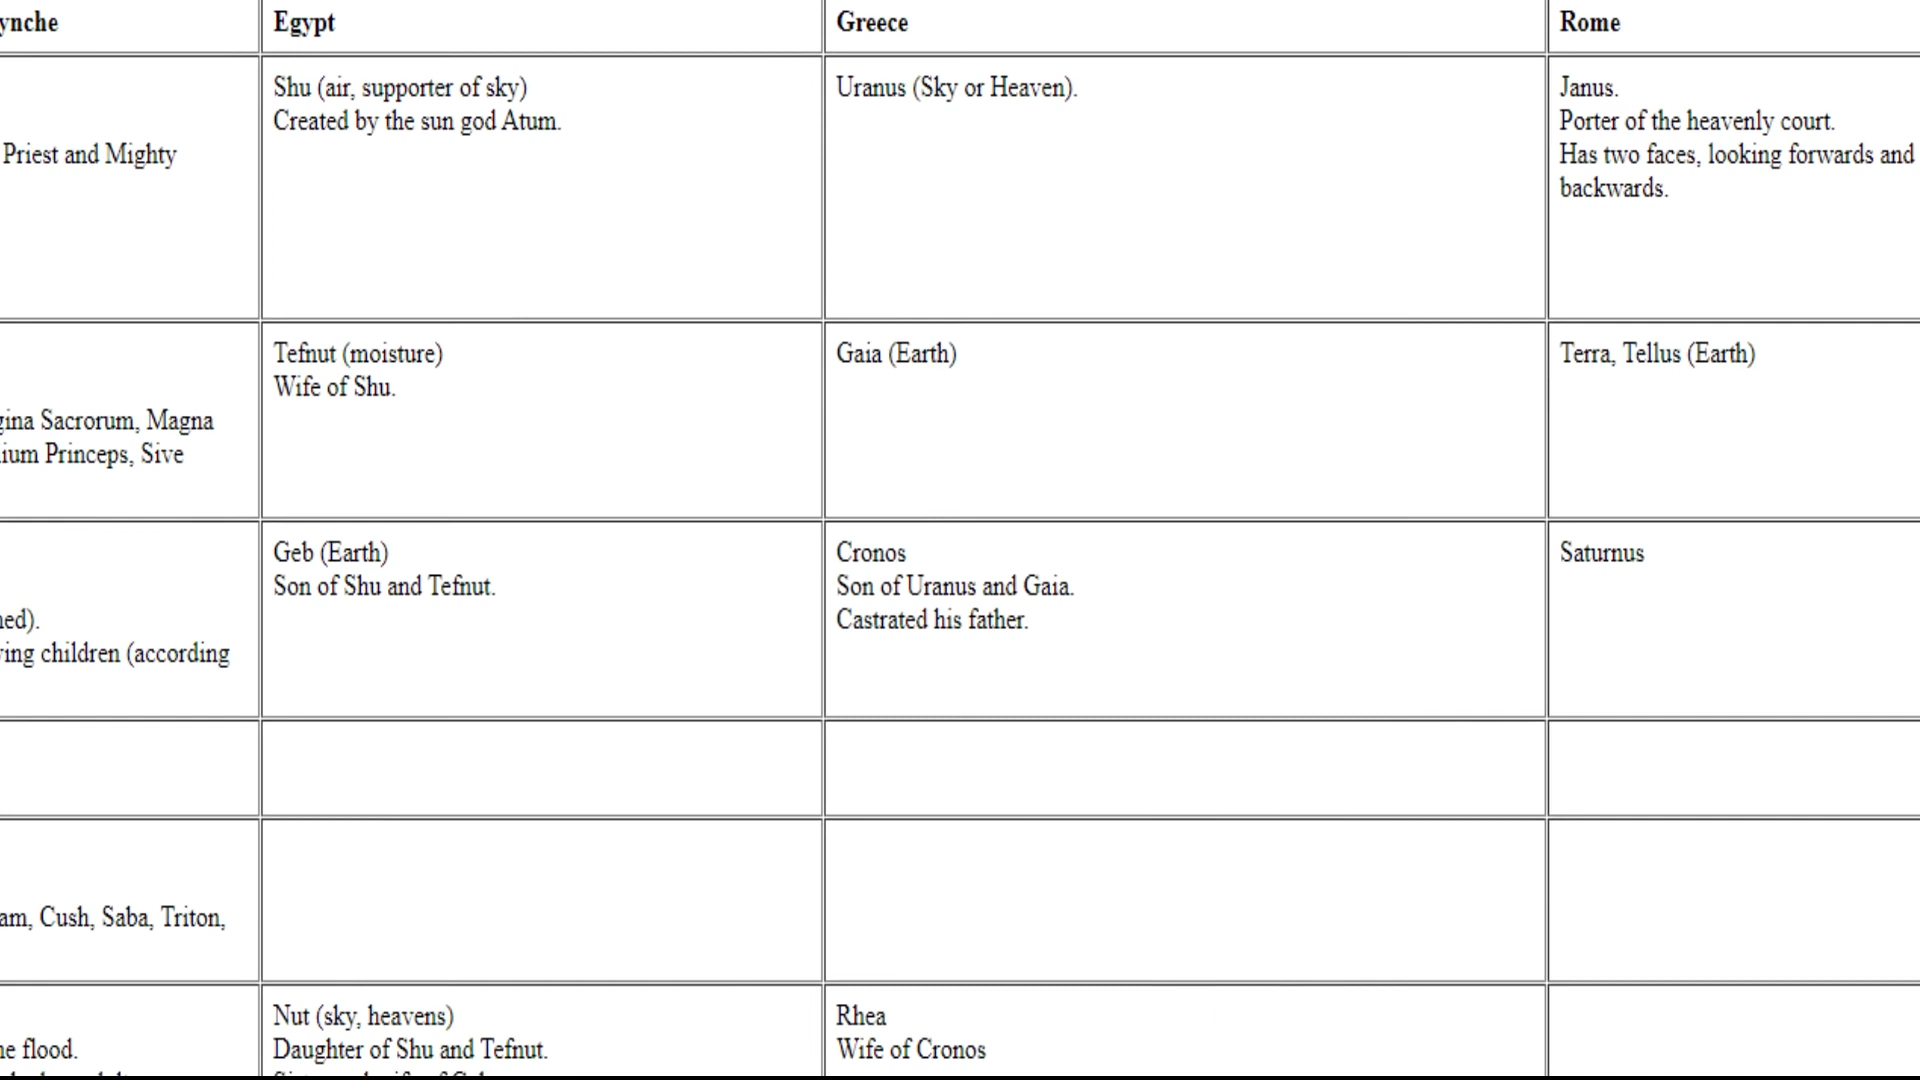 ynche
Egypt
Greece
Rome
Priest and Mighty
Shu (air, supporter of sky)
Created by the sun god Atum.
Uranus (Sky or Heaven).
Janus.
Porter of the heavenly court.
Has two faces, looking forwards and
backwards.
gina Sacrorum, Magna
ium Princeps, Sive
Tefnut (moisture)
Wife of Shu.
Gaia (Earth)
Terra, Tellus (Earth)
ned).
ving children (according
Geb (Earth)
Son of Shu and Tefnut.
Cronos
Son of Uranus and Gaia.
Castrated his father.
Saturnus
am, Cush, Saba, Triton,
he flood.
Nut (sky, heavens)
Daughter of Shu and Tefnut.
Rhea
Wife of Cronos